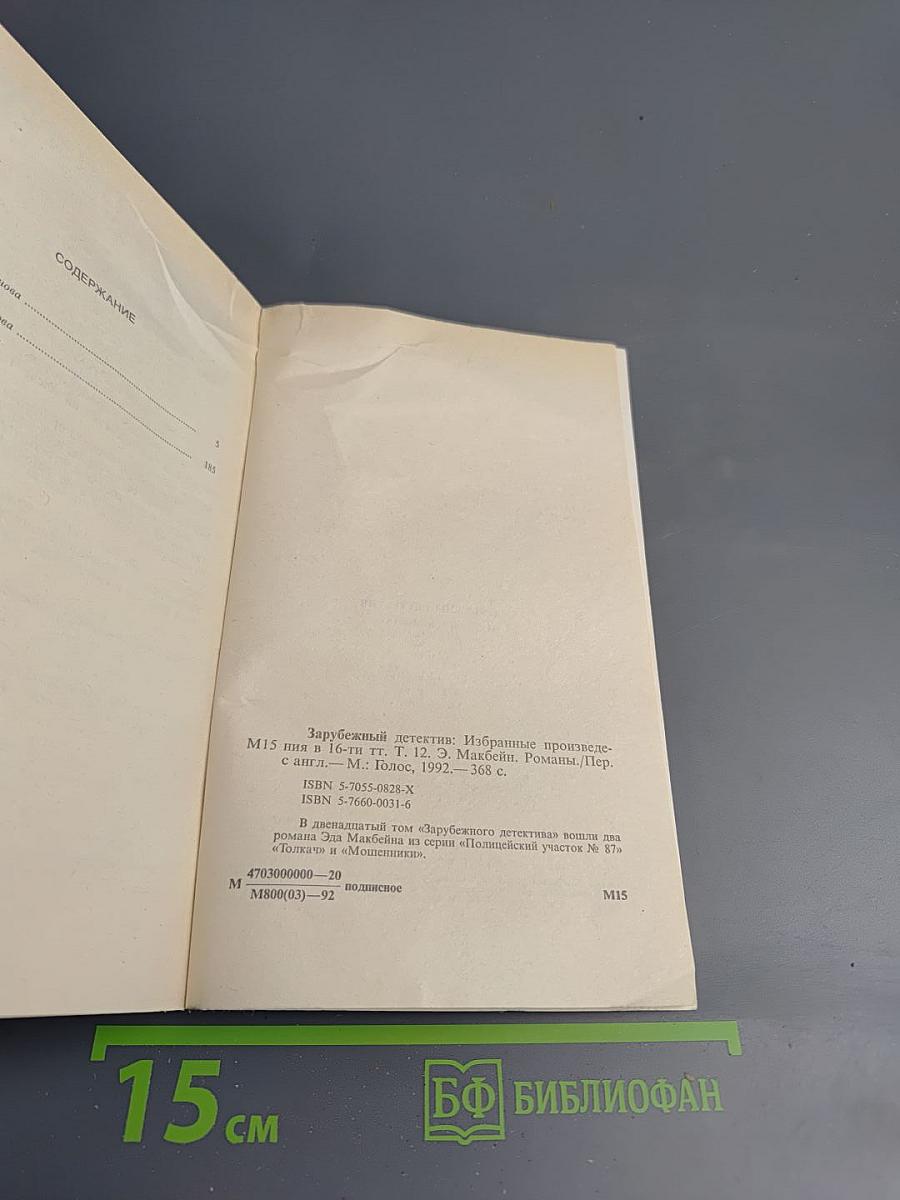 СОДЕРЖАНИЕ
5
185
Зарубежный детектив: Избранные произведе-
М15 ния в 16-ти тт. Т. 12. Э. Макбейн. Романы./Пер.
с англ.— М.: Голос, 1992.— 368 с.
ISBN 5-7055-0828-X
ISBN 5-7660-0031-6
В двенадцатый том «Зарубежного детектива» вошли два
романа Эда Макбейна из серии «Полицейский участок № 87»
«Толкач» и «Мошенники».
М 4703000000—20 подписное
М800(03)—92
М15
15 см
БФ БИБЛИОФАН